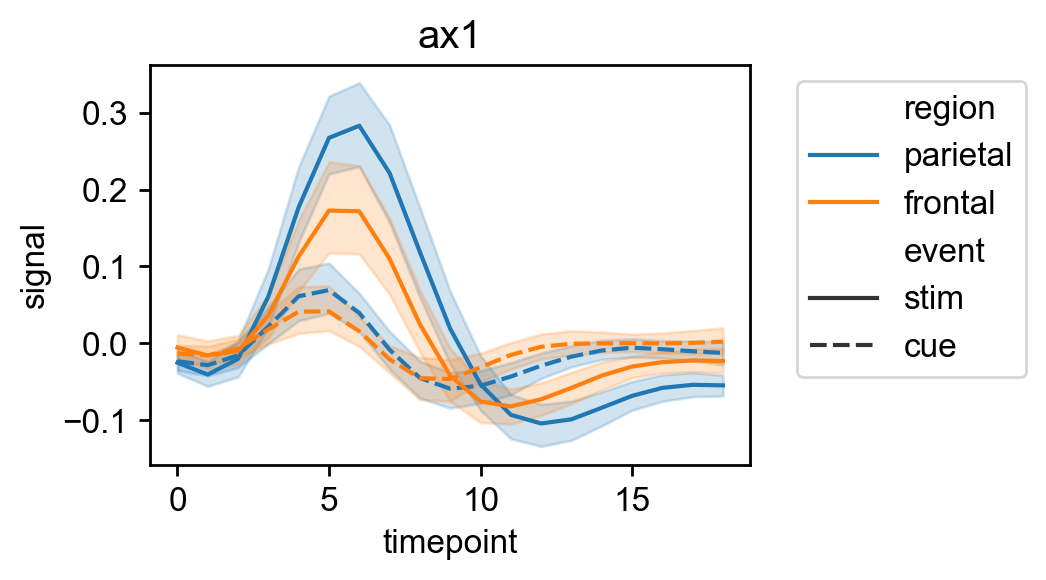 ax1
signal
0.3
0.2
0.1
0.0
−0.1
0 5 10 15
timepoint
region
parietal
frontal
event
stim
cue